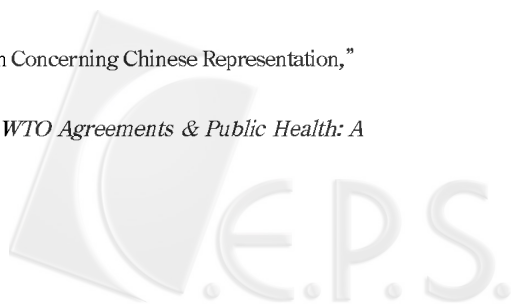 n Concerning Chinese Representation,”
WTO Agreements & Public Health: A
C.E.P.S.